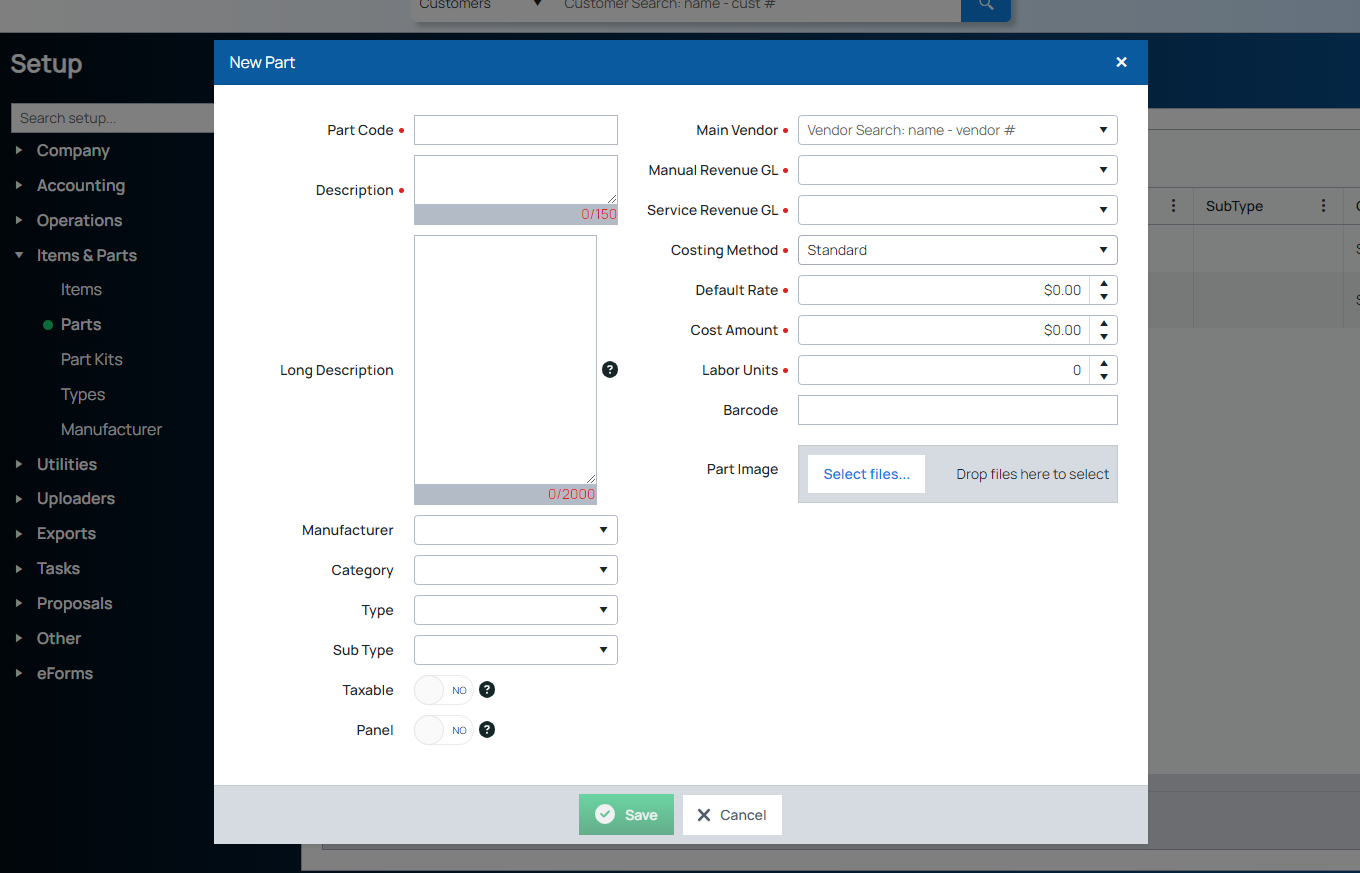 Customers
Customer Search: name - cust #
Setup
Search setup...
Company
Accounting
Operations
Items & Parts
Items
Parts
Part Kits
Types
Manufacturer
Utilities
Uploaders
Exports
Tasks
Proposals
Other
eForms
New Part
Part Code
Description
0/150
Long Description
0/2000
Manufacturer
Category
Type
Sub Type
Taxable NO
Panel NO
Main Vendor Vendor Search: name - vendor #
Manual Revenue GL
Service Revenue GL
Costing Method Standard
Default Rate $0.00
Cost Amount $0.00
Labor Units 0
Barcode
Part Image Select files... Drop files here to select
Save Cancel
SubType